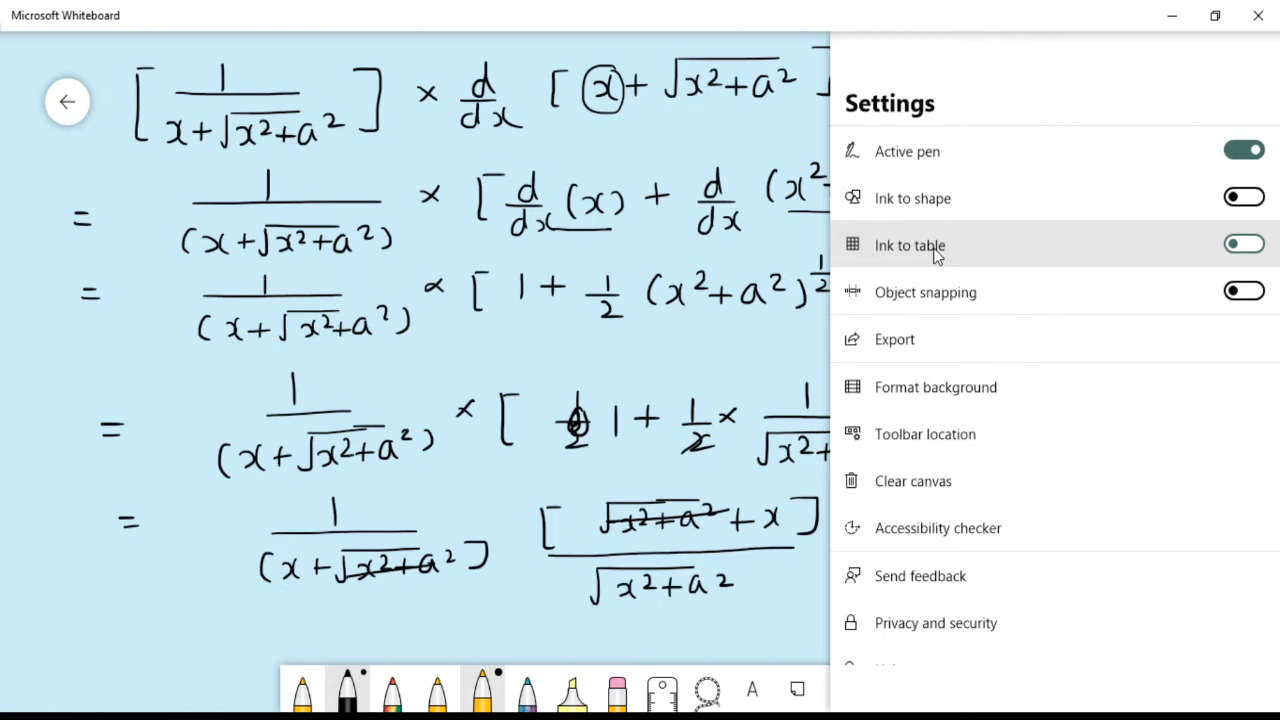 Microsoft Whiteboard
[ 1 / (x+√(x²+a²)) ] × d/dx [ x + √(x²+a²) ]
= 1 / (x+√(x²+a²)) × [ d/dx (x) + d/dx (x²
= 1 / (x+√(x²+a²)) × [ 1 + 1/2 (x²+a²)^1/2
= 1 / (x+√(x²+a²)) × [ 1 + 1/2 × 1 / √(x²+
= 1 / (x+√(x²+a²)] [ √(x²+a²) + x ] / √(x²+a²)
Settings
Active pen
Ink to shape
Ink to table
Object snapping
Export
Format background
Toolbar location
Clear canvas
Accessibility checker
Send feedback
Privacy and security
A